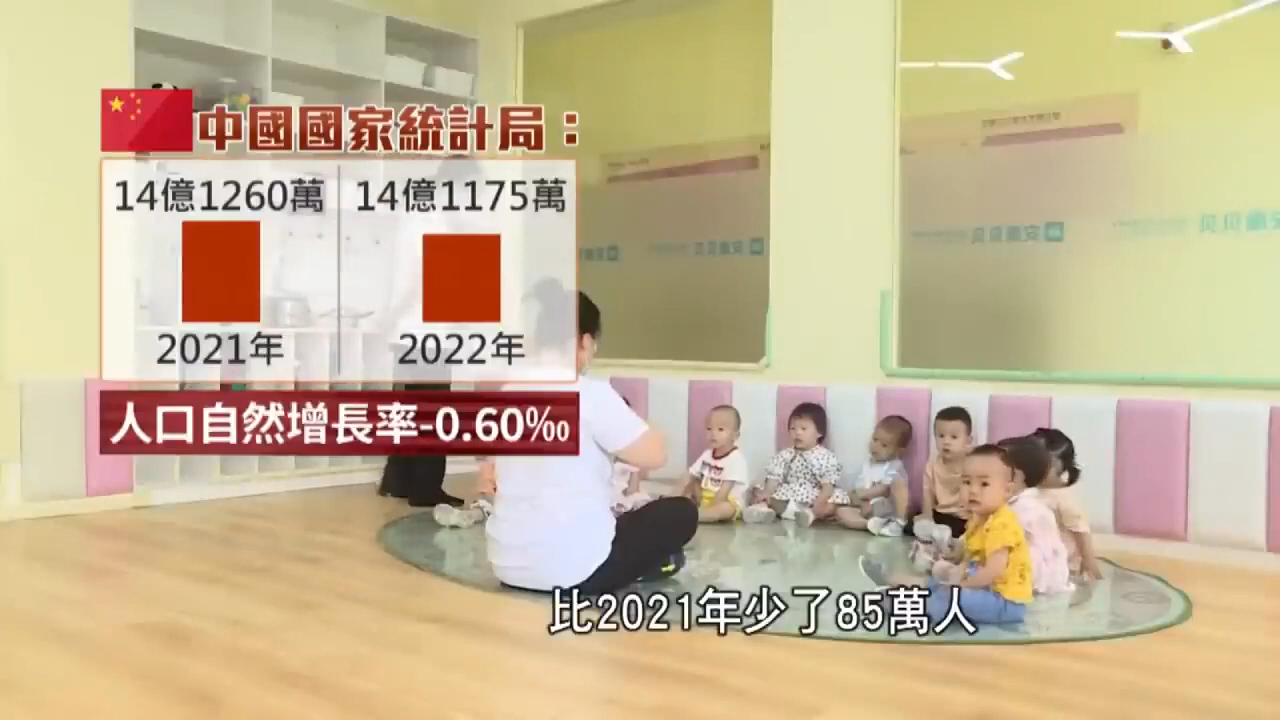 中國國家統計局：
14億1260萬
14億1175萬
2021年
2022年
人口自然增長率-0.60‰
比2021年少了85萬人